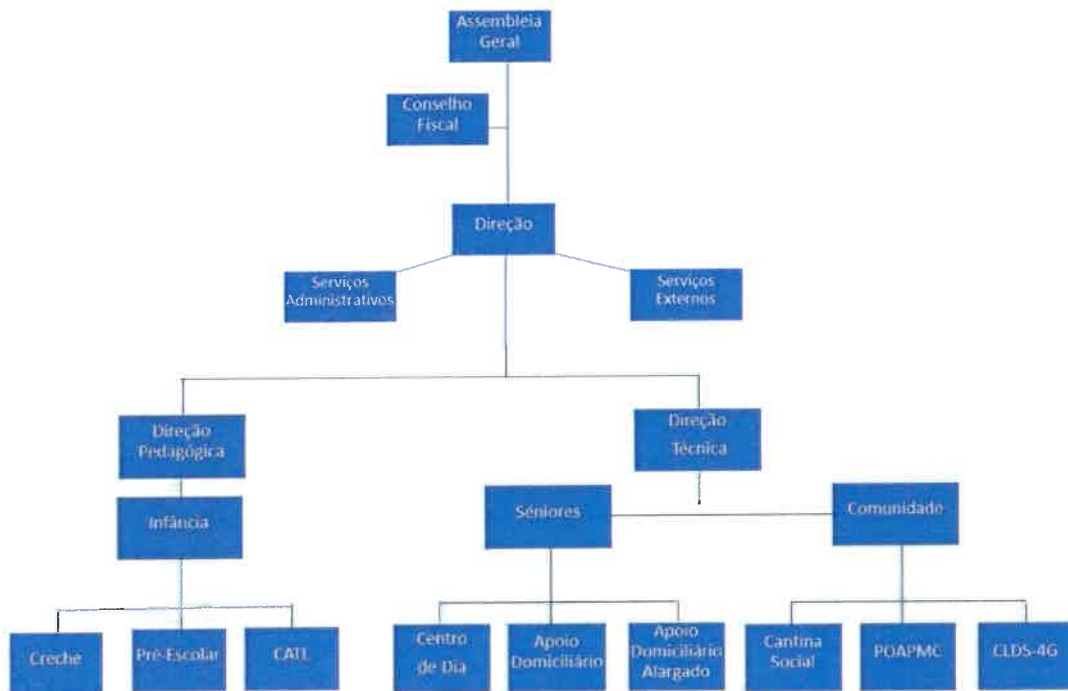 Assembleia
Geral
Conselho
Fiscal
Direção
Serviços
Administrativos
Serviços
Externos
Direção
Pedagógica
Direção
Técnica
Infância
Séniores
Comunidade
Creche
Pré-Escolar
CATL
Centro
de Dia
Apoio
Domiciliário
Apoio
Domiciliário
Alargado
Cantina
Social
POAPMC
CLDS-4G